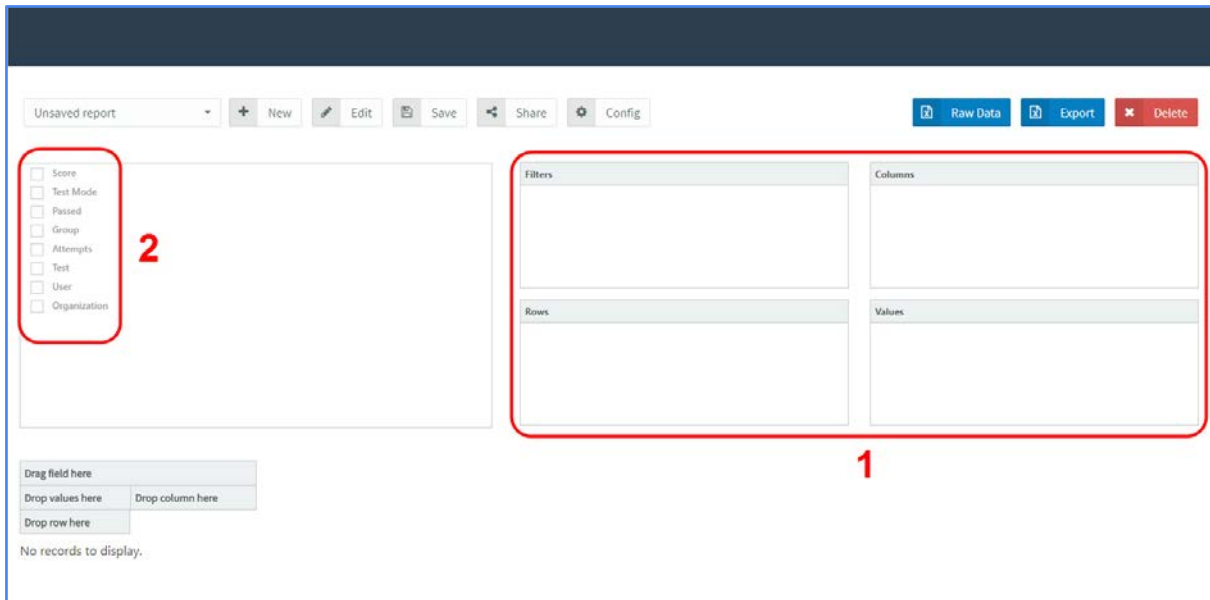 Unsaved report New Edit Save Share Config Raw Data Export Delete
Score
Test Mode
Passed
Group
Attempts
Test
User
Organization
2
Filters Columns
Rows Values
1
Drag field here
Drop values here Drop column here
Drop row here
No records to display.